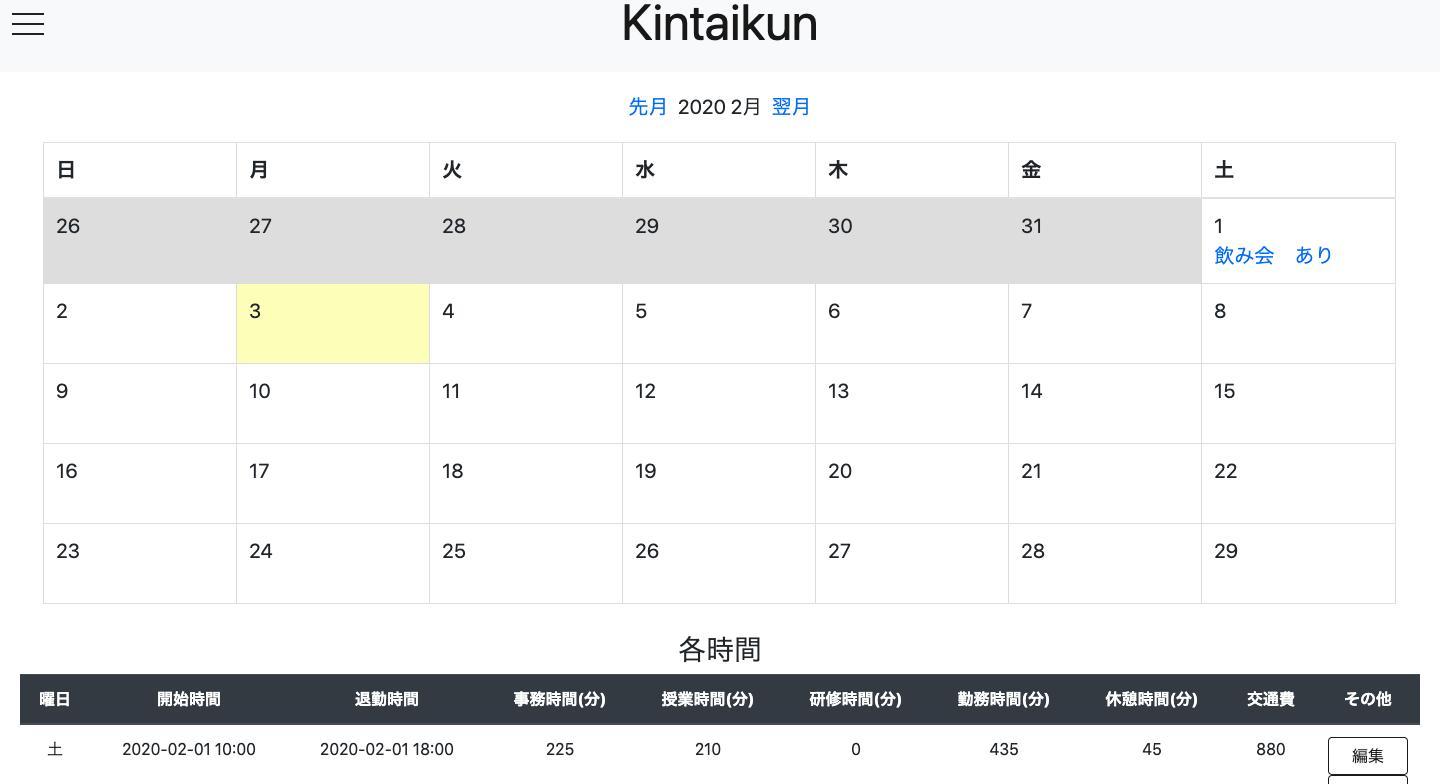 Kintaikun
先月 2020 2月 翌月
日 月 火 水 木 金 土
26 27 28 29 30 31 1
飲み会　あり
2 3 4 5 6 7 8
9 10 11 12 13 14 15
16 17 18 19 20 21 22
23 24 25 26 27 28 29
各時間
曜日 開始時間 退勤時間 事務時間(分) 授業時間(分) 研修時間(分) 勤務時間(分) 休憩時間(分) 交通費 その他
土 2020-02-01 10:00 2020-02-01 18:00 225 210 0 435 45 880 編集